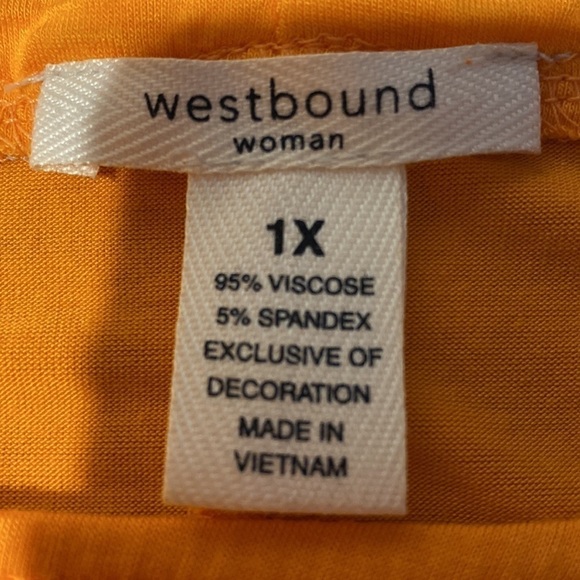 westbound
woman
1X
95% VISCOSE
5% SPANDEX
EXCLUSIVE OF
DECORATION
MADE IN
VIETNAM